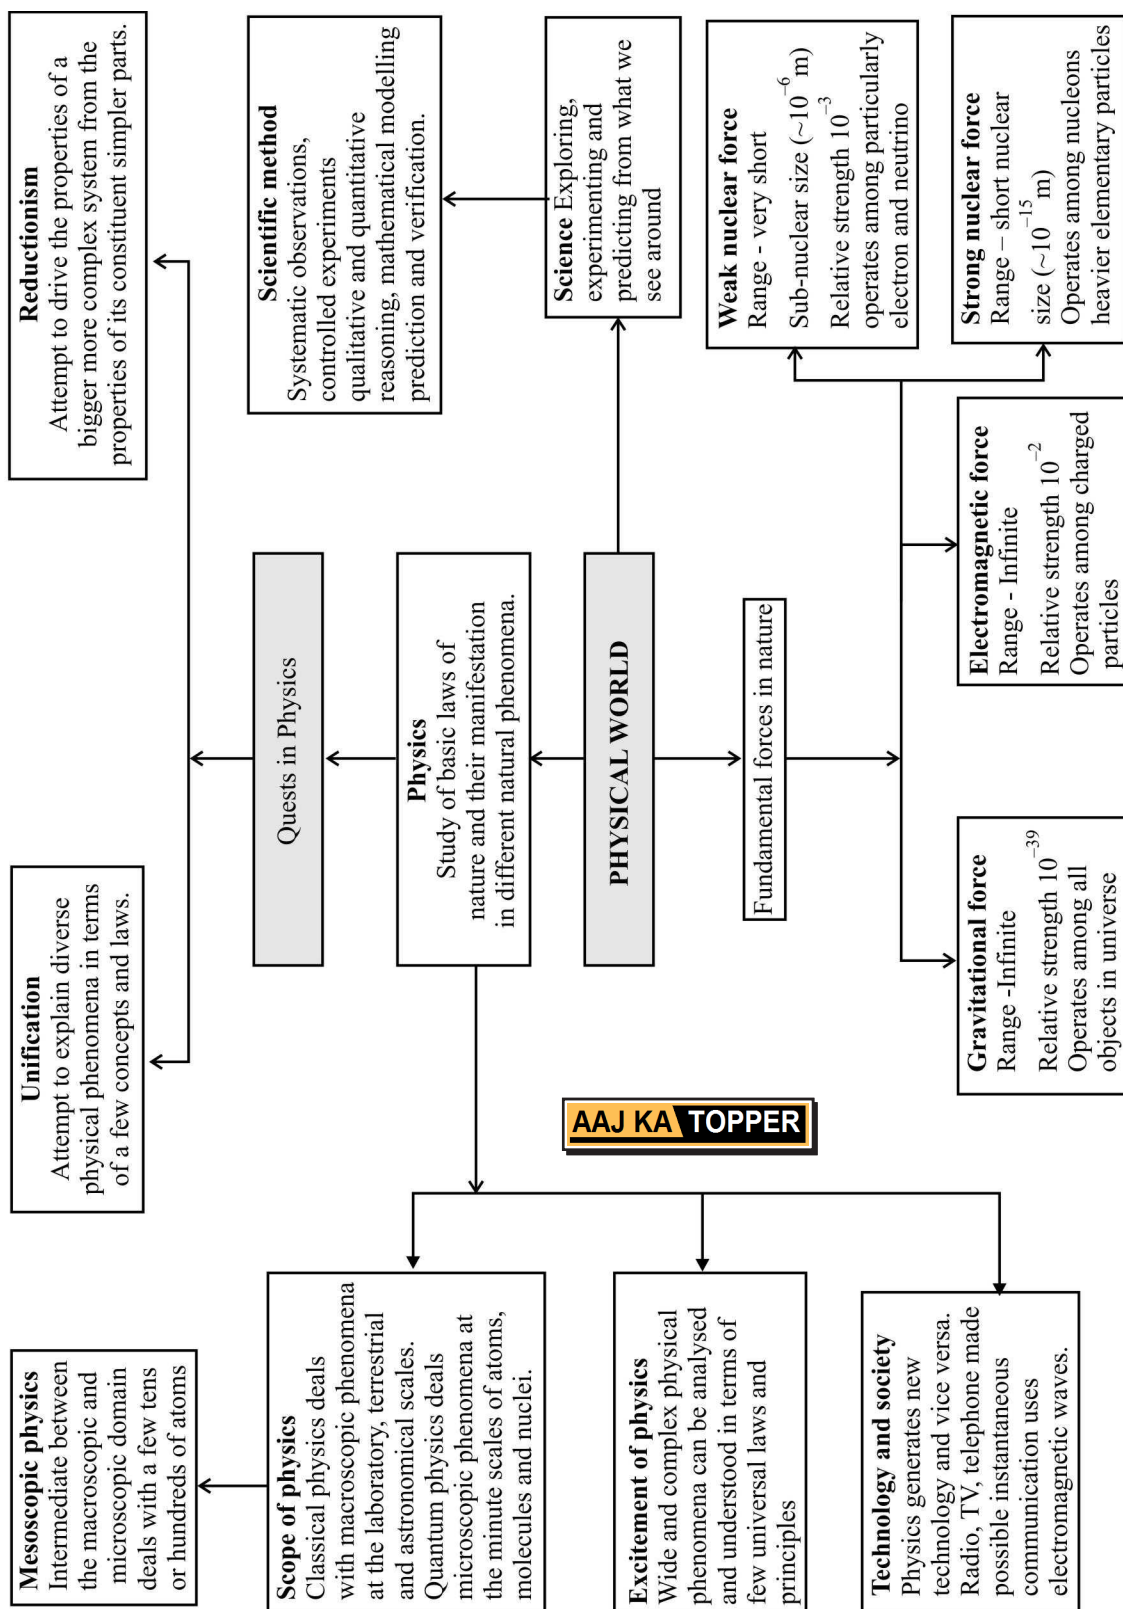 Mesoscopic physics
Intermediate between
the macroscopic and
microscopic domain
deals with a few tens
or hundreds of atoms
Unification
Attempt to explain diverse
physical phenomena in terms
of a few concepts and laws.
Reductionism
Attempt to drive the properties of a
bigger more complex system from the
properties of its constituent simpler parts.
Quests in Physics
Scope of physics
Classical physics deals
with macroscopic phenomena
at the laboratory, terrestrial
and astronomical scales.
Quantum physics deals
microscopic phenomena at
the minute scales of atoms,
molecules and nuclei.
Physics
Study of basic laws of
nature and their manifestation
in different natural phenomena.
Scientific method
Systematic observations,
controlled experiments
qualitative and quantitative
reasoning, mathematical modelling
prediction and verification.
Excitement of physics
Wide and complex physical
phenomena can be analysed
and understood in terms of
few universal laws and
principles
AAJ KA TOPPER
PHYSICAL WORLD
Science Exploring,
experimenting and
predicting from what we
see around
Technology and society
Physics generates new
technology and vice versa.
Radio, TV, telephone made
possible instantaneous
communication uses
electromagnetic waves.
Fundamental forces in nature
Weak nuclear force
Range - very short
Sub-nuclear size (~10⁻⁶ m)
Relative strength 10⁻³
operates among particularly
electron and neutrino
Gravitational force
Range -Infinite
Relative strength 10⁻³⁹
Operates among all
objects in universe
Electromagnetic force
Range - Infinite
Relative strength 10⁻²
Operates among charged
particles
Strong nuclear force
Range – short nuclear
size (~10⁻¹⁵ m)
Operates among nucleons
heavier elementary particles